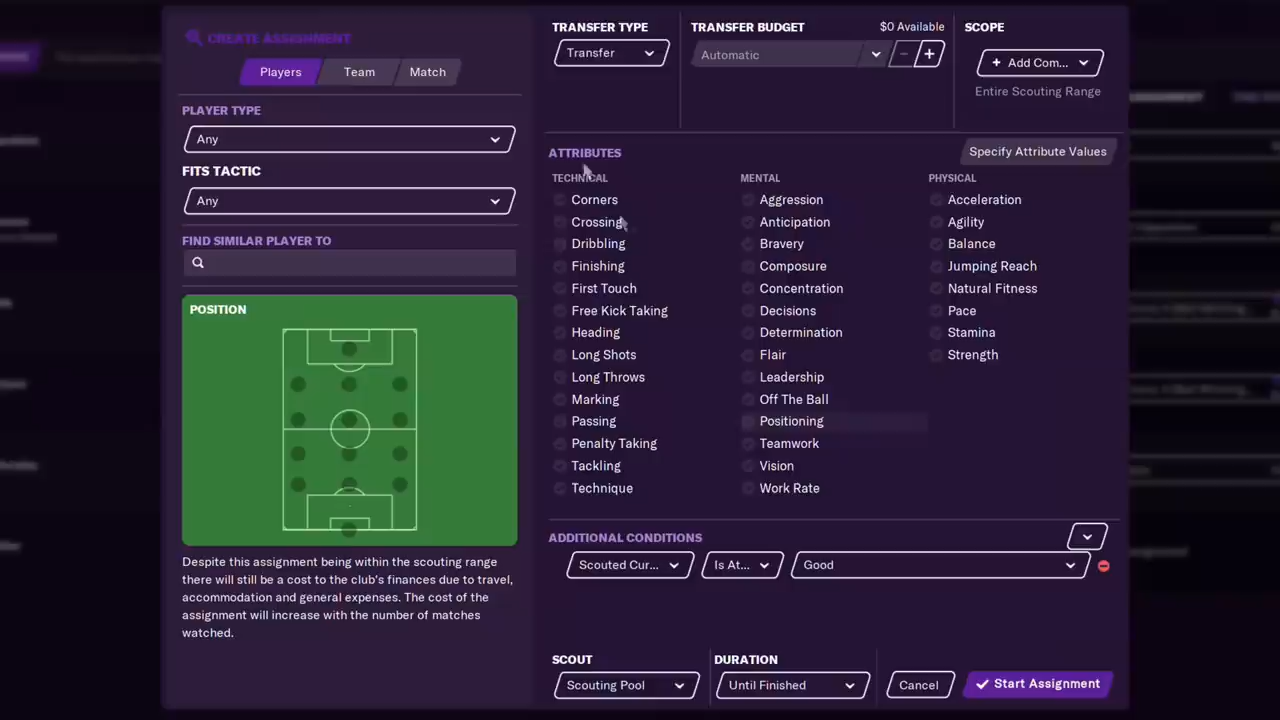 CREATE ASSIGNMENT
Players
Team
Match
PLAYER TYPE
Any
FITS TACTIC
Any
FIND SIMILAR PLAYER TO
POSITION
Despite this assignment being within the scouting range
there will still be a cost to the club's finances due to travel,
accommodation and general expenses. The cost of the
assignment will increase with the number of matches
watched.
TRANSFER TYPE
Transfer
TRANSFER BUDGET
$0 Available
Automatic
SCOPE
+ Add Com...
Entire Scouting Range
ATTRIBUTES
Specify Attribute Values
TECHNICAL
Corners
Crossing
Dribbling
Finishing
First Touch
Free Kick Taking
Heading
Long Shots
Long Throws
Marking
Passing
Penalty Taking
Tackling
Technique
MENTAL
Aggression
Anticipation
Bravery
Composure
Concentration
Decisions
Determination
Flair
Leadership
Off The Ball
Positioning
Teamwork
Vision
Work Rate
PHYSICAL
Acceleration
Agility
Balance
Jumping Reach
Natural Fitness
Pace
Stamina
Strength
ADDITIONAL CONDITIONS
Scouted Cur...
Is At...
Good
SCOUT
Scouting Pool
DURATION
Until Finished
Cancel
Start Assignment